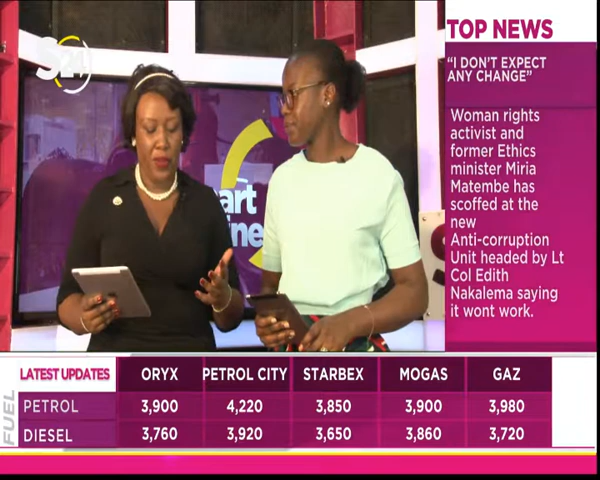 S24
TOP NEWS
“I DON'T EXPECT
ANY CHANGE”
Woman rights
activist and
former Ethics
minister Miria
Matembe has
scoffed at the
new
Anti-corruption
Unit headed by Lt
Col Edith
Nakalema saying
it wont work.
art
ine
LATEST UPDATES ORYX PETROL CITY STARBEX MOGAS GAZ
FUEL
PETROL 3,900 4,220 3,850 3,900 3,980
DIESEL 3,760 3,920 3,650 3,860 3,720